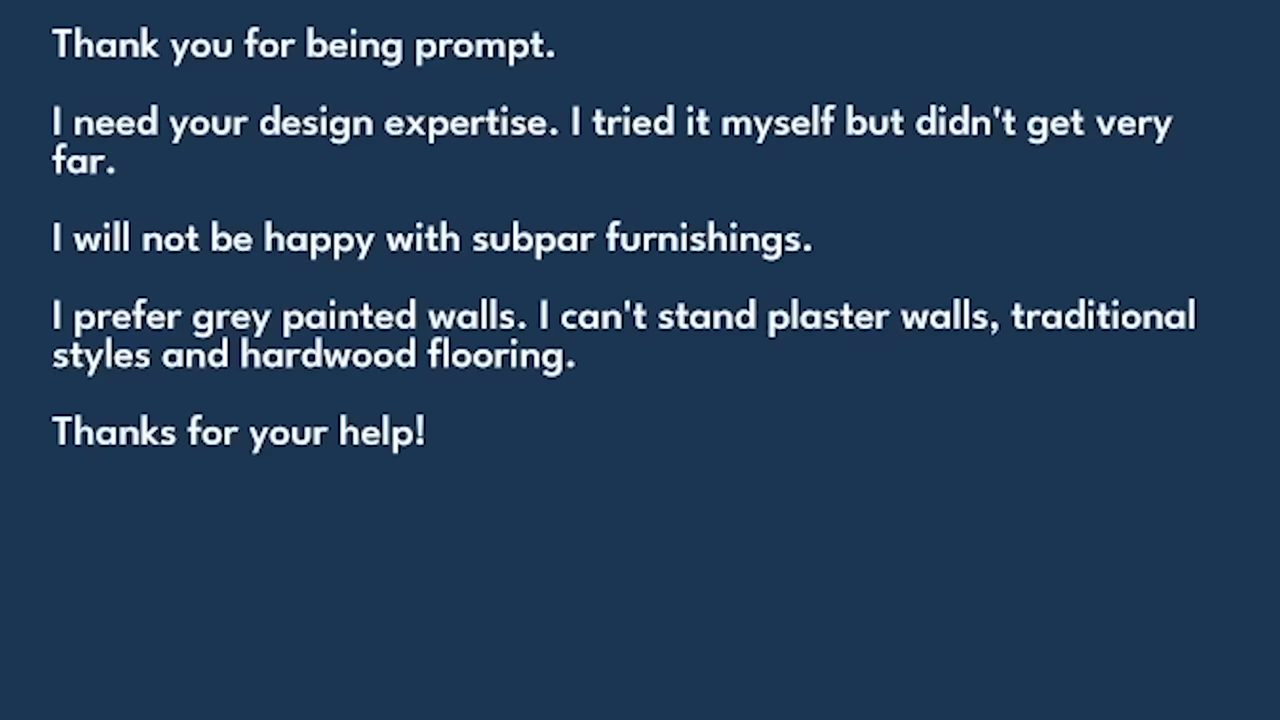 Thank you for being prompt.
I need your design expertise. I tried it myself but didn't get very
far.
I will not be happy with subpar furnishings.
I prefer grey painted walls. I can't stand plaster walls, traditional
styles and hardwood flooring.
Thanks for your help!